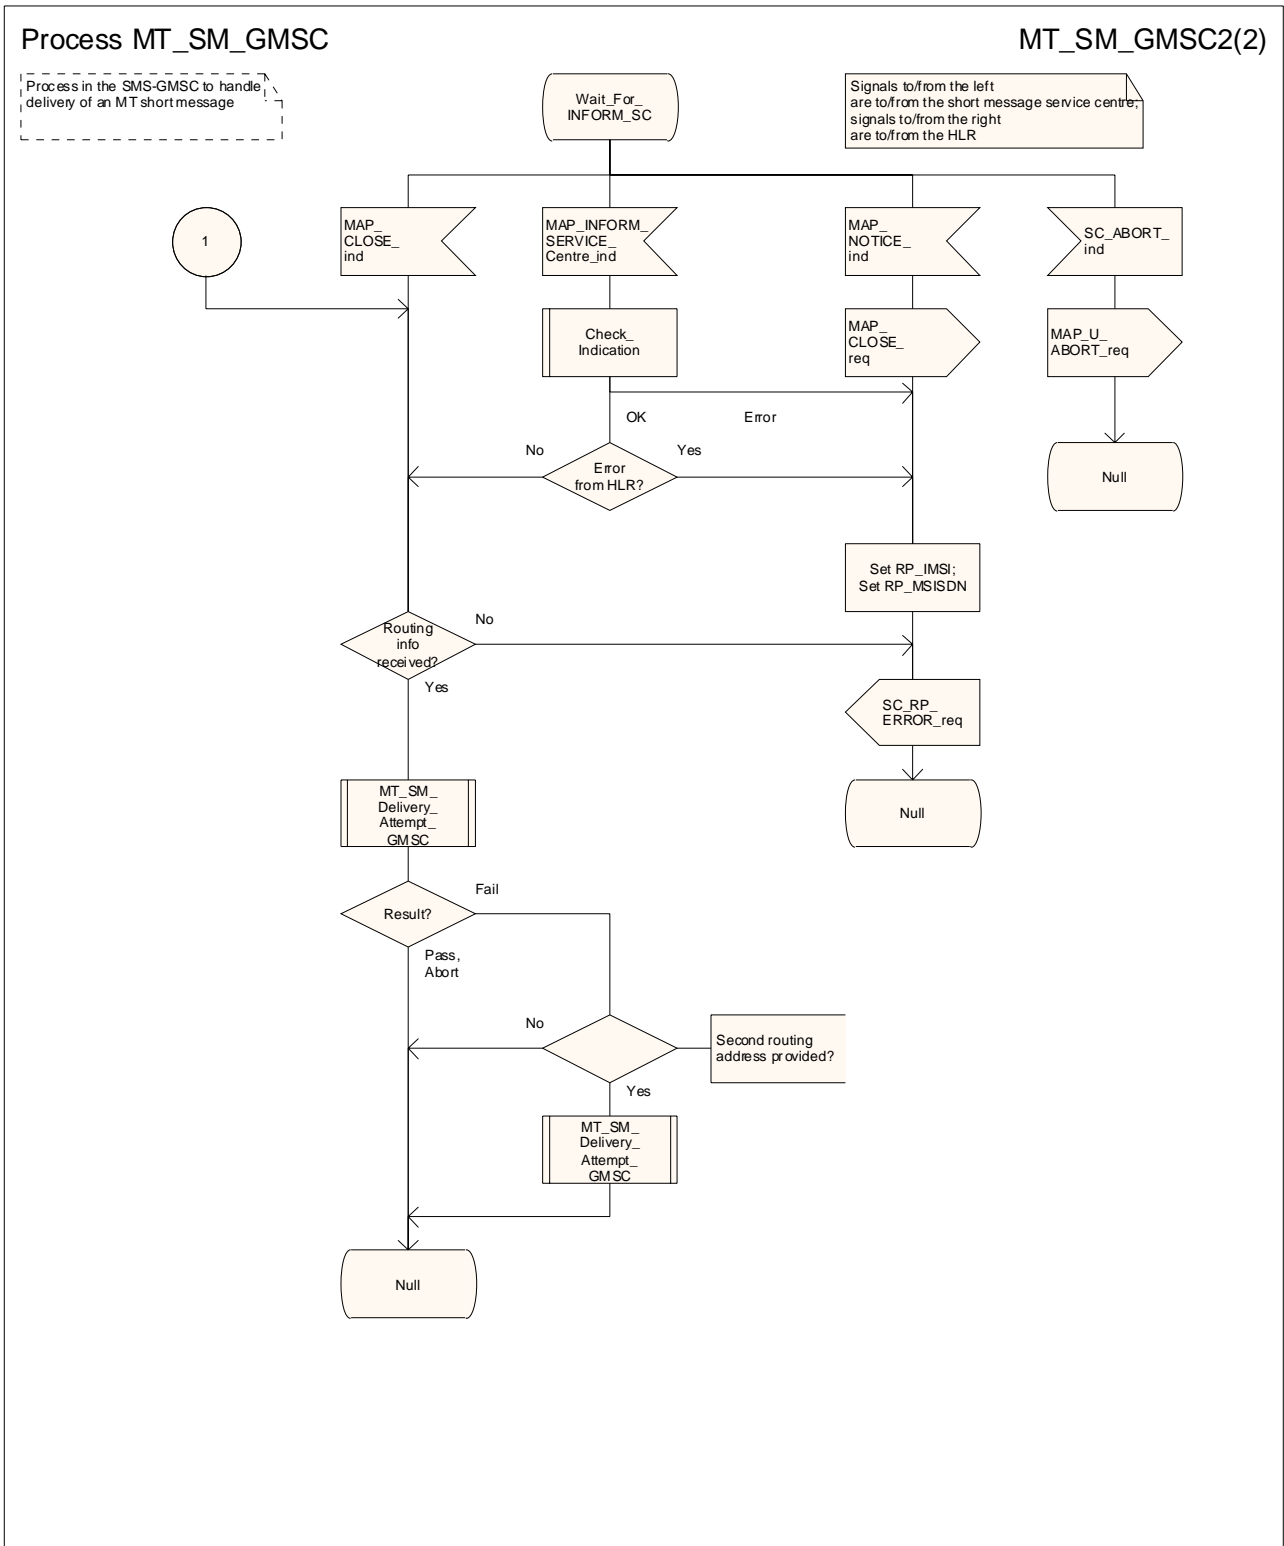 Process MT_SM_GMSC
MT_SM_GMSC2(2)
Process in the SMS-GMSC to handle
delivery of an MT short message
Wait_For_
INFORM_SC
Signals to/from the left
are to/from the short message service centre;
signals to/from the right
are to/from the HLR
1
MAP_
CLOSE_
ind
MAP_INFORM_
SERVICE_
Centre_ind
MAP_
NOTICE_
ind
SC_ABORT_
ind
Check_
Indication
MAP_
CLOSE_
req
MAP_U_
ABORT_req
OK
Error
No
Yes
Error
from HLR?
Null
Set RP_IMSI;
Set RP_MSISDN
Routing
info
received?
No
Yes
SC_RP_
ERROR_req
MT_SM_
Delivery_
Attempt_
GMSC
Null
Result?
Fail
Pass,
Abort
No
Second routing
address provided?
Yes
MT_SM_
Delivery_
Attempt_
GMSC
Null